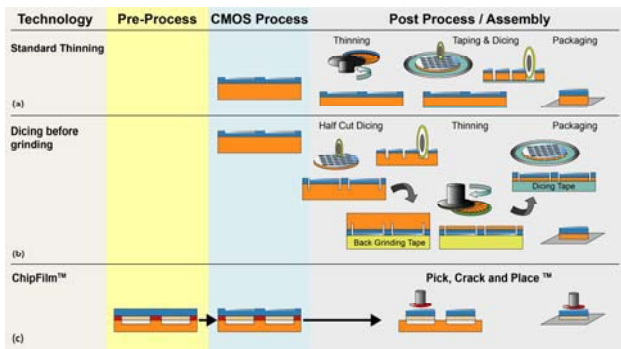 Technology Pre-Process CMOS Process Post Process / Assembly
Standard Thinning
Thinning Taping & Dicing Packaging
(a)
Dicing before
grinding
Half Cut Dicing Thinning Packaging
Dicing Tape
Back Grinding Tape
(b)
ChipFilm™
Pick, Crack and Place ™
(c)